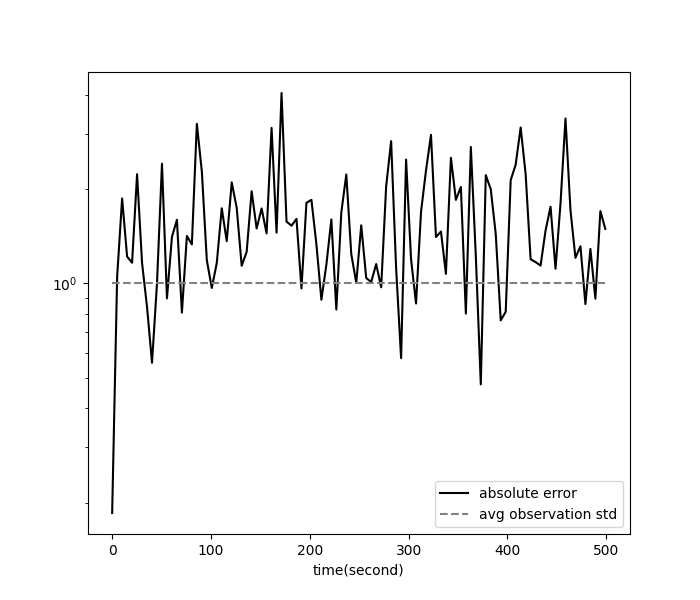 10⁰
0 100 200 300 400 500
time(second)
absolute error
avg observation std